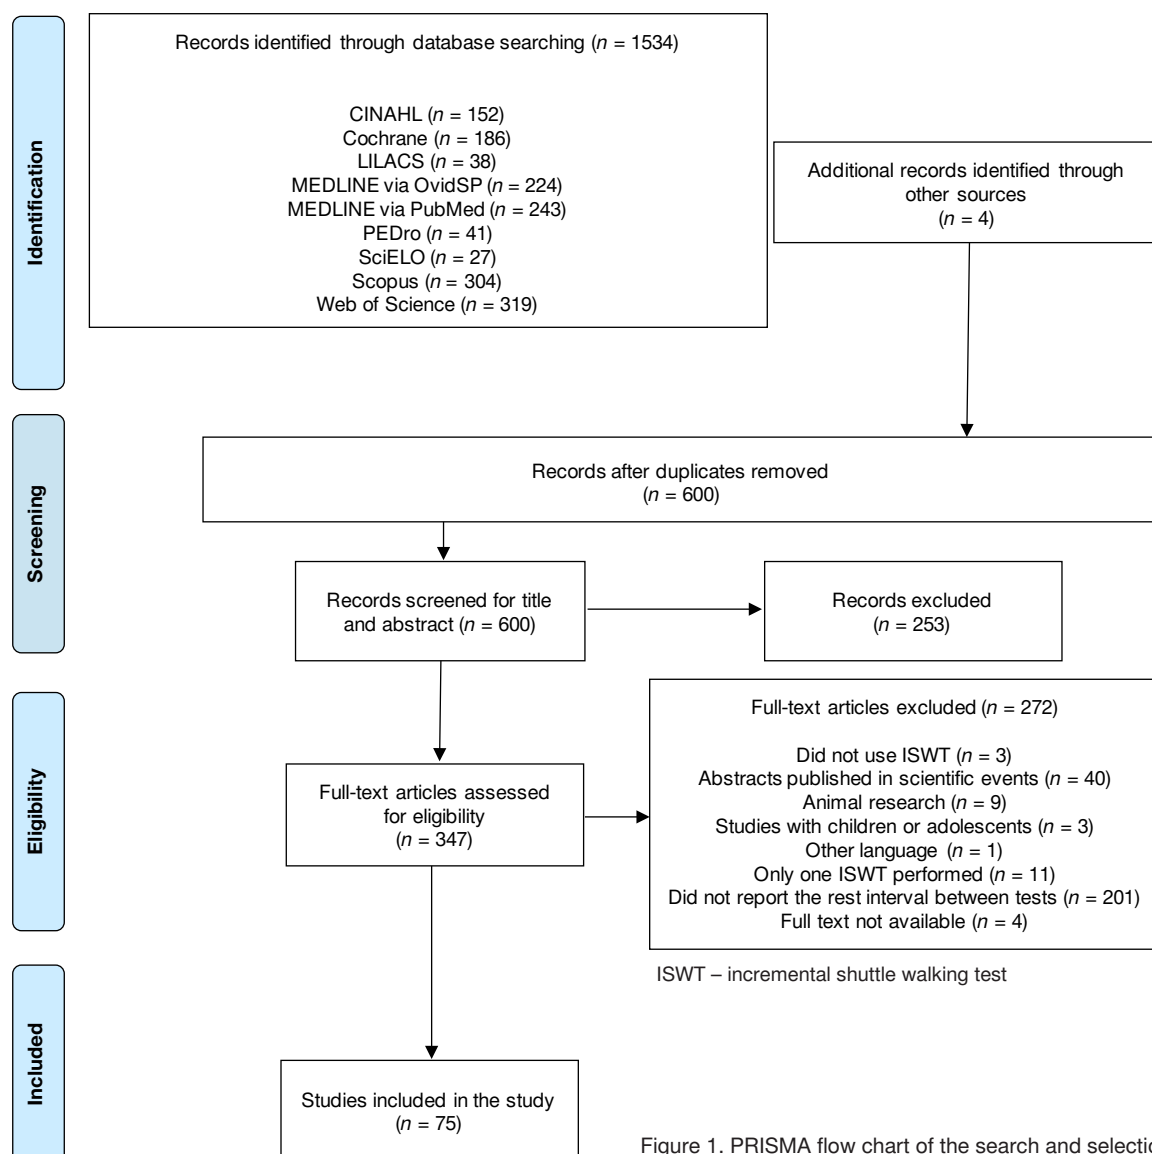 Identification
Records identified through database searching (n = 1534)
CINAHL (n = 152)
Cochrane (n = 186)
LILACS (n = 38)
MEDLINE via OvidSP (n = 224)
MEDLINE via PubMed (n = 243)
PEDro (n = 41)
SciELO (n = 27)
Scopus (n = 304)
Web of Science (n = 319)
Additional records identified through
other sources
(n = 4)
Screening
Records after duplicates removed
(n = 600)
Records screened for title
and abstract (n = 600)
Records excluded
(n = 253)
Eligibility
Full-text articles assessed
for eligibility
(n = 347)
Full-text articles excluded (n = 272)
Did not use ISWT (n = 3)
Abstracts published in scientific events (n = 40)
Animal research (n = 9)
Studies with children or adolescents (n = 3)
Other language (n = 1)
Only one ISWT performed (n = 11)
Did not report the rest interval between tests (n = 201)
Full text not available (n = 4)
ISWT – incremental shuttle walking test
Included
Studies included in the study
(n = 75)
Figure 1. PRISMA flow chart of the search and